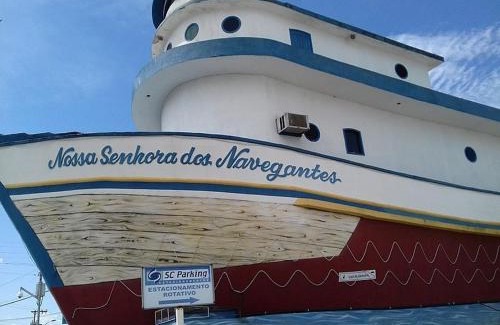 Nossa Senhora dos Navegantes
SC Parking
ESTACIONAMENTO
ROTATIVO